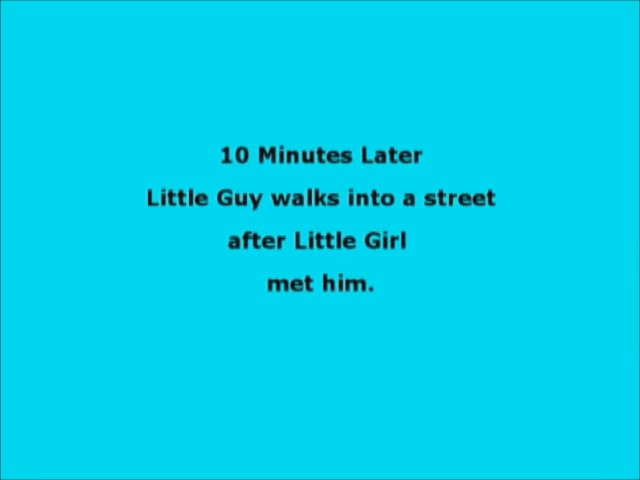 10 Minutes Later
Little Guy walks into a street
after Little Girl
met him.